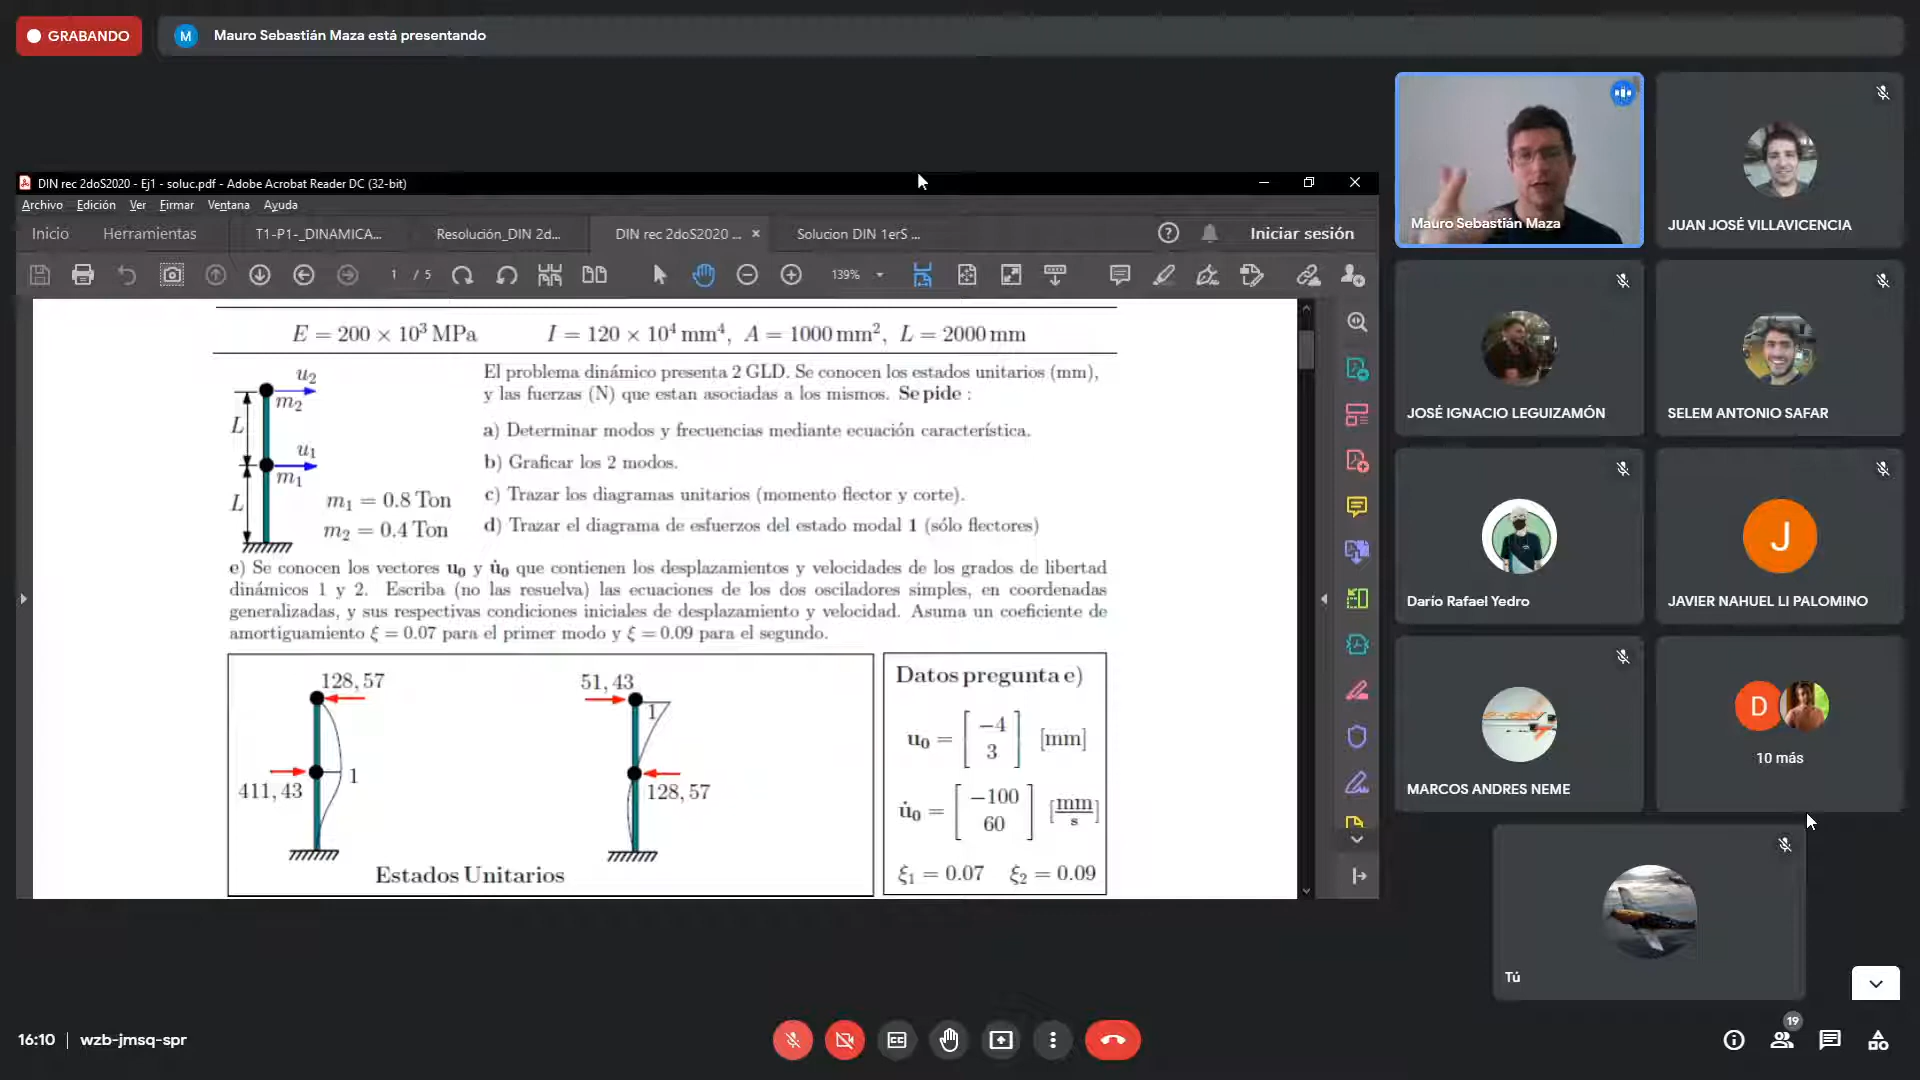 GRABANDO
M
Mauro Sebastián Maza está presentando
DIN rec 2doS2020 - Ej1 - soluc.pdf - Adobe Acrobat Reader DC (32-bit)
Archivo Edición Ver Firmar Ventana Ayuda
Inicio Herramientas T1-P1-_DINAMICA... Resolución_DIN 2d... DIN rec 2doS2020 ... × Solucion DIN 1erS ... Iniciar sesión
1 / 5 139%
E = 200 × 10³ MPa I = 120 × 10⁴ mm⁴, A = 1000 mm², L = 2000 mm
El problema dinámico presenta 2 GLD. Se conocen los estados unitarios (mm),
y las fuerzas (N) que estan asociadas a los mismos. Se pide :
a) Determinar modos y frecuencias mediante ecuación característica.
b) Graficar los 2 modos.
c) Trazar los diagramas unitarios (momento flector y corte).
d) Trazar el diagrama de esfuerzos del estado modal 1 (sólo flectores)
u₂
m₂
L
u₁
m₁
L
m₁ = 0.8 Ton
m₂ = 0.4 Ton
e) Se conocen los vectores u₀ y u̇₀ que contienen los desplazamientos y velocidades de los grados de libertad
dinámicos 1 y 2. Escriba (no las resuelva) las ecuaciones de los dos osciladores simples, en coordenadas
generalizadas, y sus respectivas condiciones iniciales de desplazamiento y velocidad. Asuma un coeficiente de
amortiguamiento ξ = 0.07 para el primer modo y ξ = 0.09 para el segundo.
128,57
1
411,43
51,43
1
128,57
Estados Unitarios
Datos pregunta e)
u₀ = [−4 3] [mm]
u̇₀ = [−100 60] [mm/s]
ξ₁ = 0.07 ξ₂ = 0.09
Mauro Sebastián Maza
JUAN JOSÉ VILLAVICENCIA
JOSÉ IGNACIO LEGUIZAMÓN
SELEM ANTONIO SAFAR
Darío Rafael Yedro
J
JAVIER NAHUEL LI PALOMINO
MARCOS ANDRES NEME
D
10 más
Tú
16:10 | wzb-jmsq-spr
19